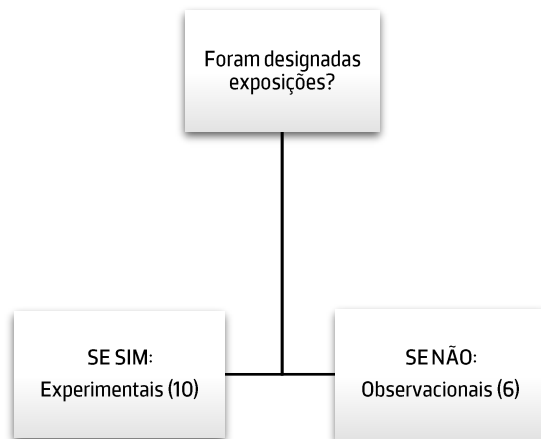 Foram designadas
exposições?
SE SIM:
Experimentais (10)
SE NÃO:
Observacionais (6)